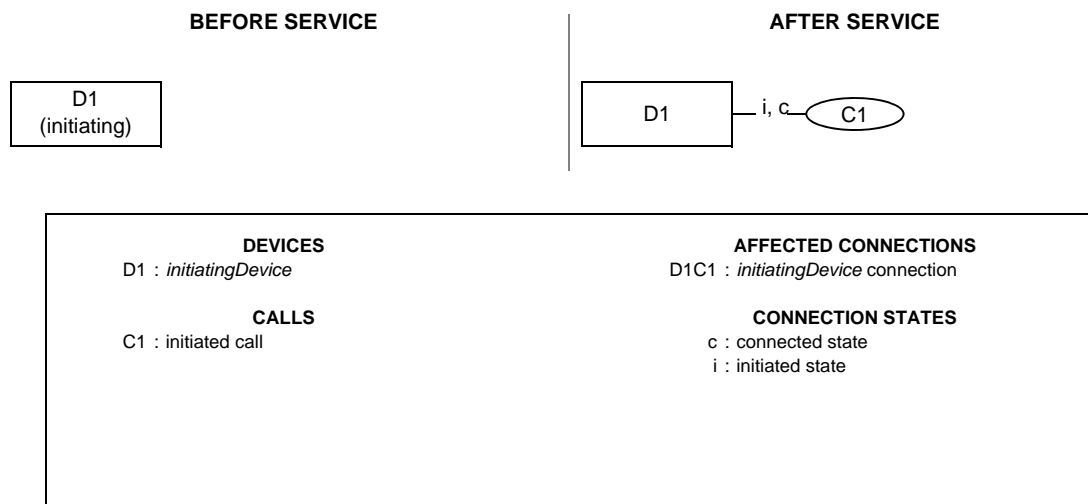 BEFORE SERVICE
AFTER SERVICE
D1
(initiating)
D1
i, c
C1
DEVICES
D1 : initiatingDevice
CALLS
C1 : initiated call
AFFECTED CONNECTIONS
D1C1 : initiatingDevice connection
CONNECTION STATES
c : connected state
i : initiated state